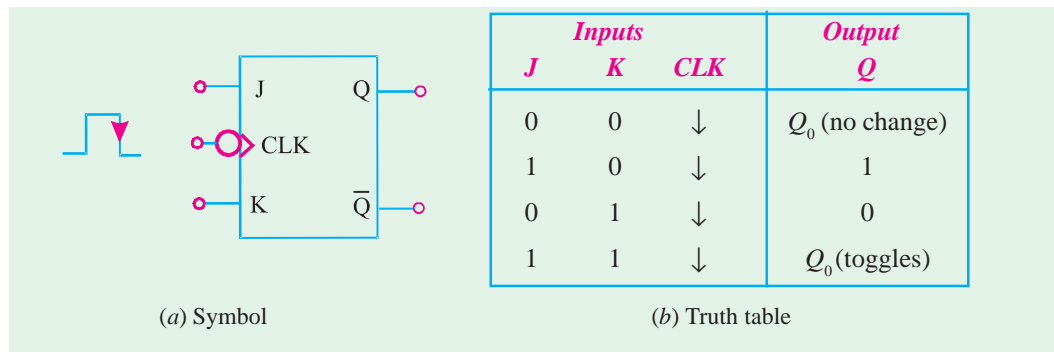 J Q
CLK
K Q̅
(a) Symbol
Inputs Output
J K CLK Q
0 0 ↓ Q₀ (no change)
1 0 ↓ 1
0 1 ↓ 0
1 1 ↓ Q₀ (toggles)
(b) Truth table